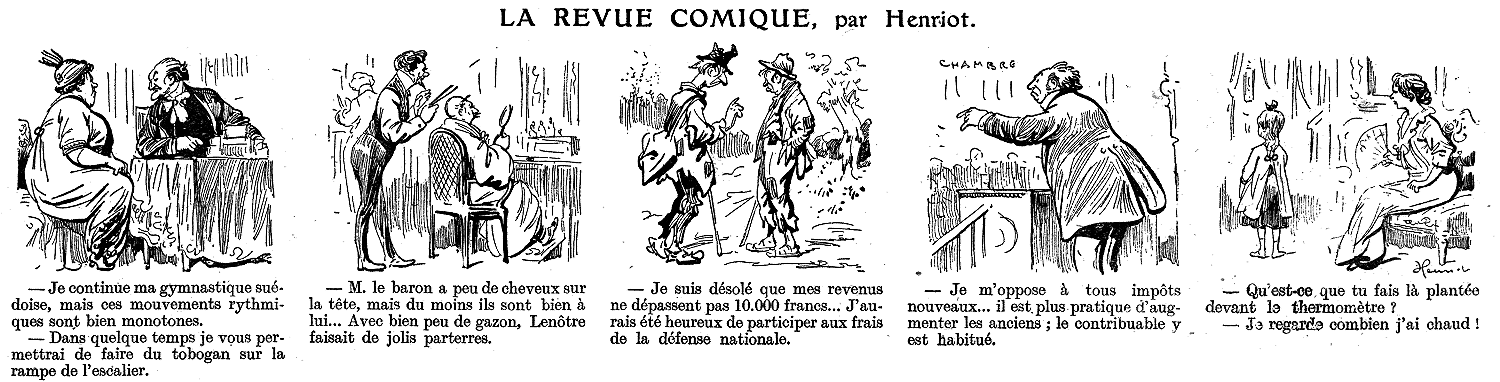 LA REVUE COMIQUE, par Henriot.
— Je continue ma gymnastique sué-
doise, mais ces mouvements rythmi-
ques sont bien monotones.
— Dans quelque temps je vous per-
mettrai de faire du tobogan sur la
rampe de l'escalier.
— M. le baron a peu de cheveux sur
la tête, mais du moins ils sont bien à
lui... Avec bien peu de gazon, Lenôtre
faisait de jolis parterres.
— Je suis désolé que mes revenus
ne dépassent pas 10.000 francs... J'au-
rais été heureux de participer aux frais
de la défense nationale.
CHAMBRE
— Je m'oppose à tous impôts
nouveaux... il est plus pratique d'aug-
menter les anciens ; le contribuable y
est habitué.
Henriot
— Qu'est-ce que tu fais là plantée
devant le thermomètre ?
— Je regarde combien j'ai chaud !